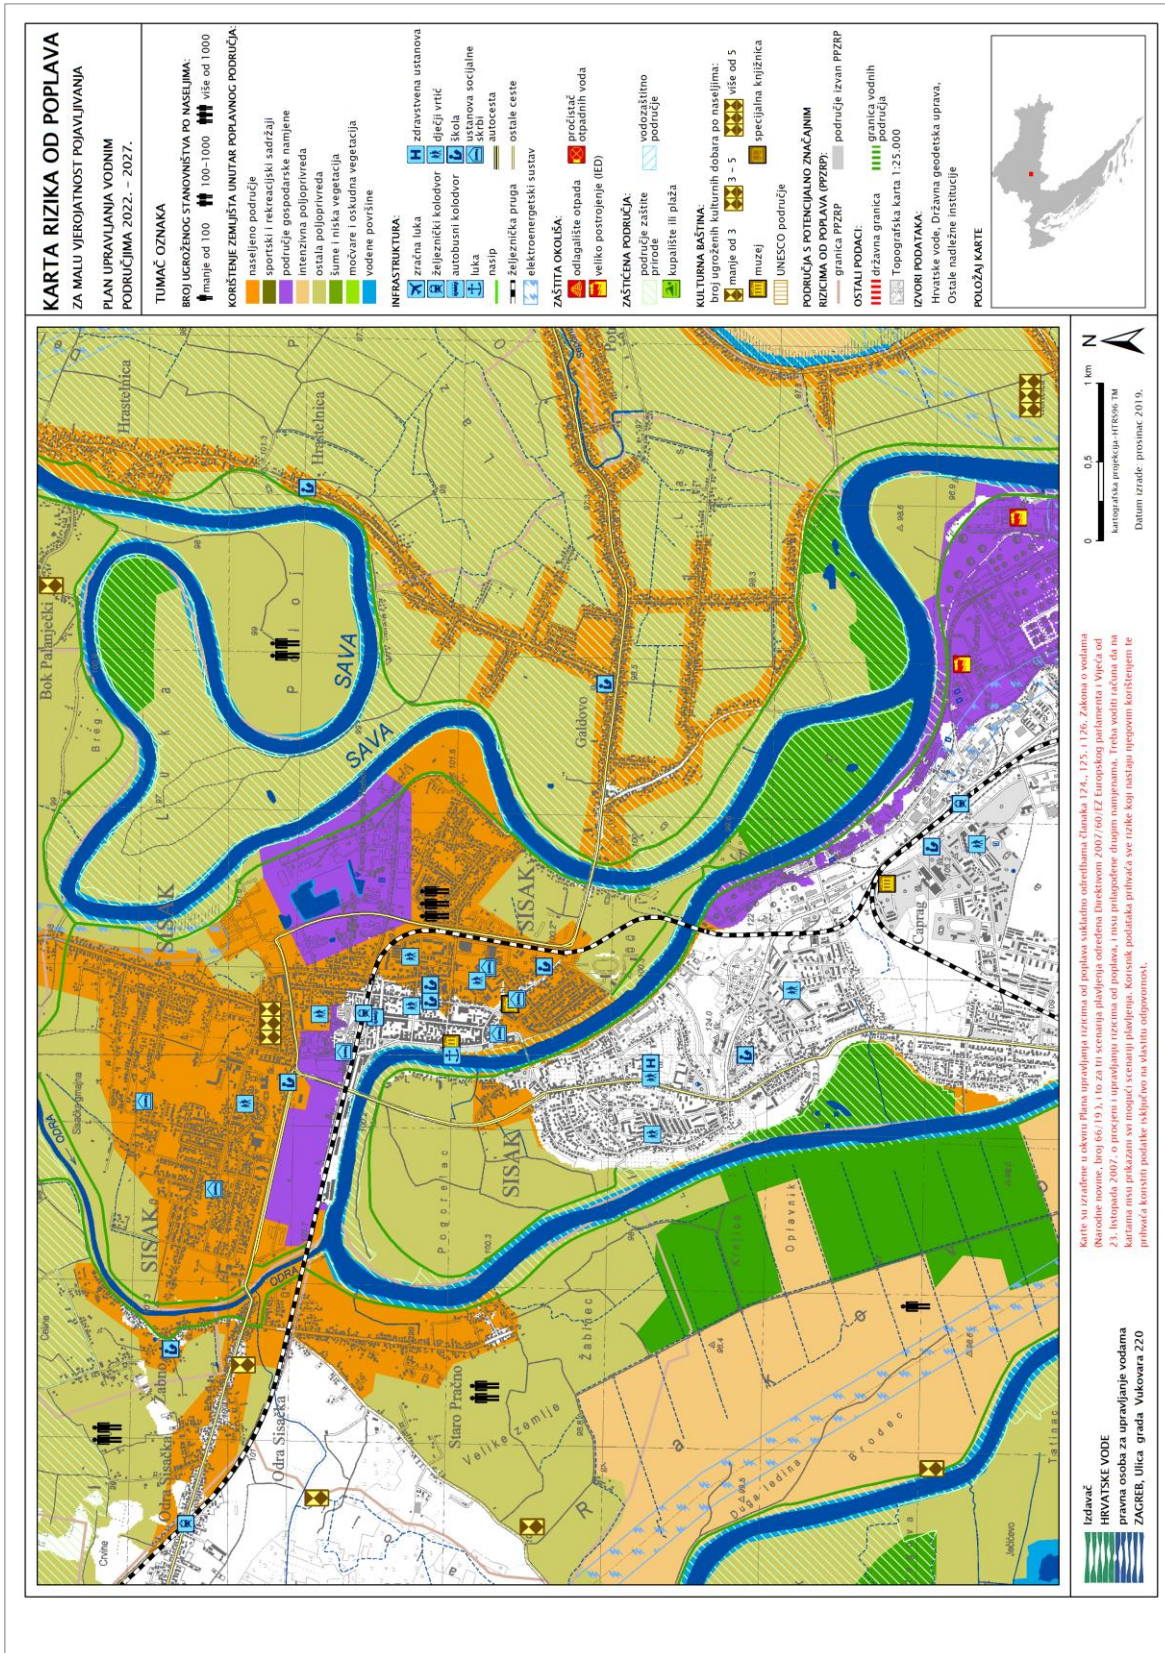 KARTA RIZIKA OD POPLAVA
ZA MALU VJEROJATNOST POJAVLJIVANJA
PLAN UPRAVLJANJA VODNIM
PODRUČJIMA 2022. – 2027.
TUMAČ OZNAKA
BROJ UGROŽENOG STANOVNIŠTVA PO NASELJIMA:
manje od 100
100–1000
više od 1000
KORIŠTENJE ZEMLJIŠTA UNUTAR POPLAVNOG PODRUČJA:
naseljeno područje
sportski i rekreacijski sadržaji
područje gospodarske namjene
intenzivna poljoprivreda
ostala poljoprivreda
šume i niska vegetacija
močvare i oskudna vegetacija
vodene površine
INFRASTRUKTURA:
zračna luka
željeznički kolodvor
autobusni kolodvor
luka
nasip
željeznička pruga
elektroenergetski sustav
zdravstvena ustanova
dječji vrtić
škola
ustanova socijalne
skrbi
autocesta
ostale ceste
ZAŠTITA OKOLIŠA:
odlagalište otpada
veliko postrojenje (IED)
pročistač
otpadnih voda
ZAŠTIĆENA PODRUČJA:
područje zaštite
prirode
kupalište ili plaža
vodozaštitno
područje
KULTURNA BAŠTINA:
broj ugroženih kulturnih dobara po naseljima:
manje od 3
3 – 5
više od 5
muzej
specijalna knjižnica
UNESCO područje
PODRUČJA S POTENCIJALNO ZNAČAJNIM
RIZICIMA OD POPLAVA (PPZRP):
granica PPZRP
područje izvan PPZRP
OSTALI PODACI:
državna granica
granica vodnih
područja
Topografska karta 1:25.000
IZVORI PODATAKA:
Hrvatske vode, Državna geodetska uprava,
Ostale nadležne institucije
POLOŽAJ KARTE
Hrastelnica
Hrastelnica
Bok Palanječki
Breg
SAVA
SAVA
Galdovo
SISAK
SISAK
SISAK
SISAK
Caprag
ODRA
ODRA
Žabno
Odra Sisačka
Odra Sisačka
Staro Pračno
Velike zemlje
Pogorelac
Žabriec
Kraljica
Oplavnik
Duga ledina
Brodec
Crvine
Jačičevo
Tatinac
N
0
0,5
1 km
kartografska projekcija-HTRS96 TM
Datum izrade: prosinac 2019.
Karte su izrađene u okviru Plana upravljanja rizicima od poplava sukladno odredbama članaka 124., 125. i 126. Zakona o vodama
(Narodne novine, broj 66/19), i to za tri scenarija plavljenja određena Direktivom 2007/60/EZ Europskog parlamenta i Vijeća od
23. listopada 2007. o procjeni i upravljanju rizicima od poplava, i nisu prilagođene drugim namjenama. Treba voditi računa da na
kartama nisu prikazani svi mogući scenariji plavljenja. Korisnik podataka prihvaća sve rizike koji nastaju njegovim korištenjem te
prihvaća koristiti podatke isključivo na vlastitu odgovornost.
Izdavač
HRVATSKE VODE
pravna osoba za upravljanje vodama
ZAGREB, Ulica grada Vukovara 220